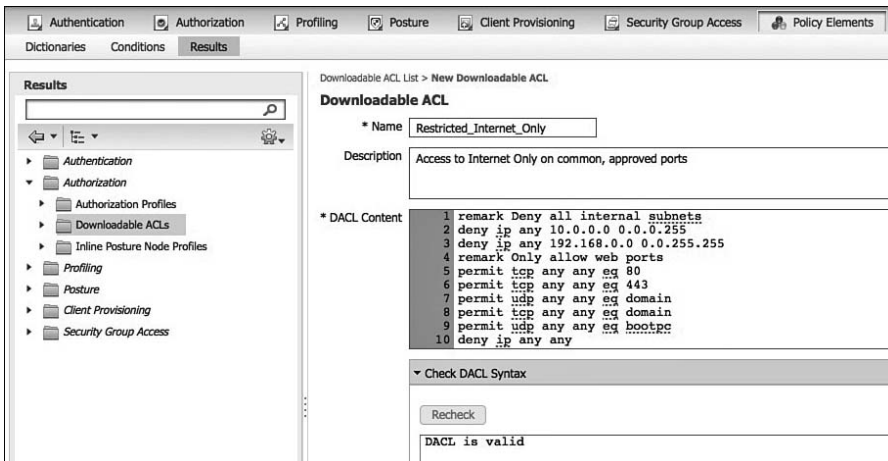 Authentication Authorization Profiling Posture Client Provisioning Security Group Access Policy Elements
Dictionaries Conditions Results
Results
Authentication
Authorization
Authorization Profiles
Downloadable ACLs
Inline Posture Node Profiles
Profiling
Posture
Client Provisioning
Security Group Access
Downloadable ACL List > New Downloadable ACL
Downloadable ACL
* Name Restricted_Internet_Only
Description Access to Internet Only on common, approved ports
* DACL Content
1 remark Deny all internal subnets
2 deny ip any 10.0.0.0 0.0.0.255
3 deny ip any 192.168.0.0 0.0.255.255
4 remark Only allow web ports
5 permit tcp any any eq 80
6 permit tcp any any eq 443
7 permit udp any any eq domain
8 permit tcp any any eq domain
9 permit udp any any eq bootpc
10 deny ip any any
Check DACL Syntax
Recheck
DACL is valid